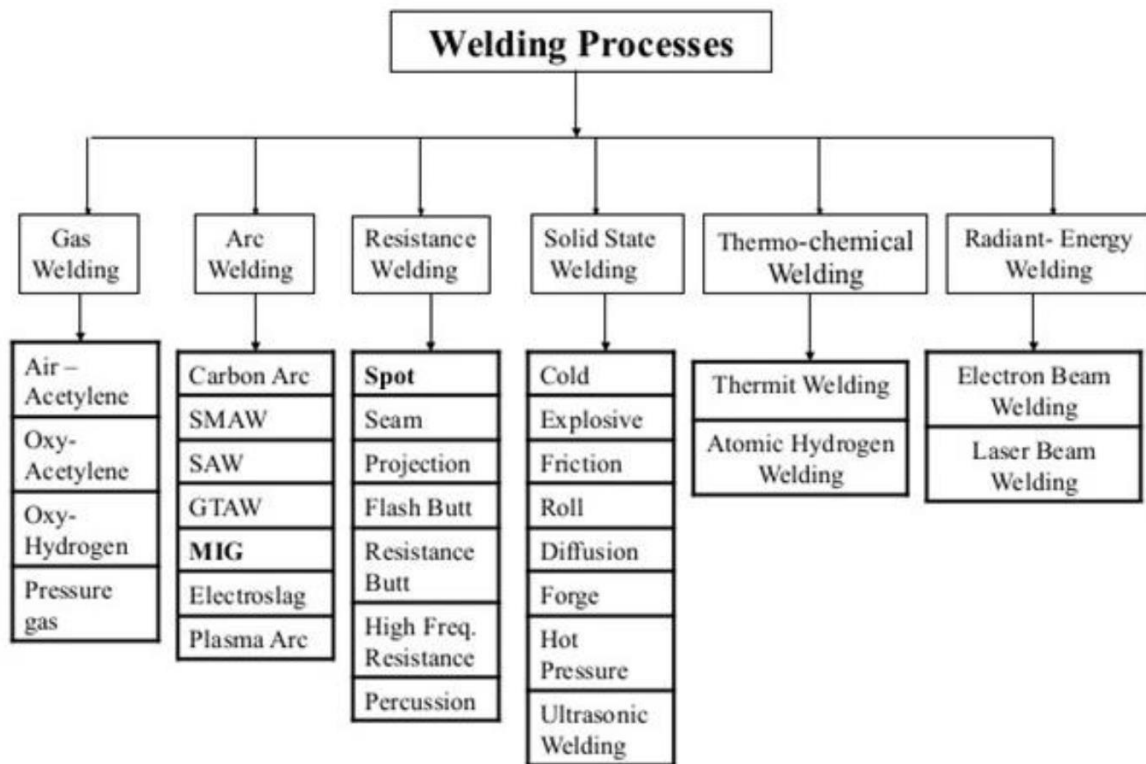 Welding Processes
Gas
Welding
Arc
Welding
Resistance
Welding
Solid State
Welding
Thermo-chemical
Welding
Radiant- Energy
Welding
Air –
Acetylene
Oxy-
Acetylene
Oxy-
Hydrogen
Pressure
gas
Carbon Arc
SMAW
SAW
GTAW
MIG
Electroslag
Plasma Arc
Spot
Seam
Projection
Flash Butt
Resistance
Butt
High Freq.
Resistance
Percussion
Cold
Explosive
Friction
Roll
Diffusion
Forge
Hot
Pressure
Ultrasonic
Welding
Thermit Welding
Atomic Hydrogen
Welding
Electron Beam
Welding
Laser Beam
Welding